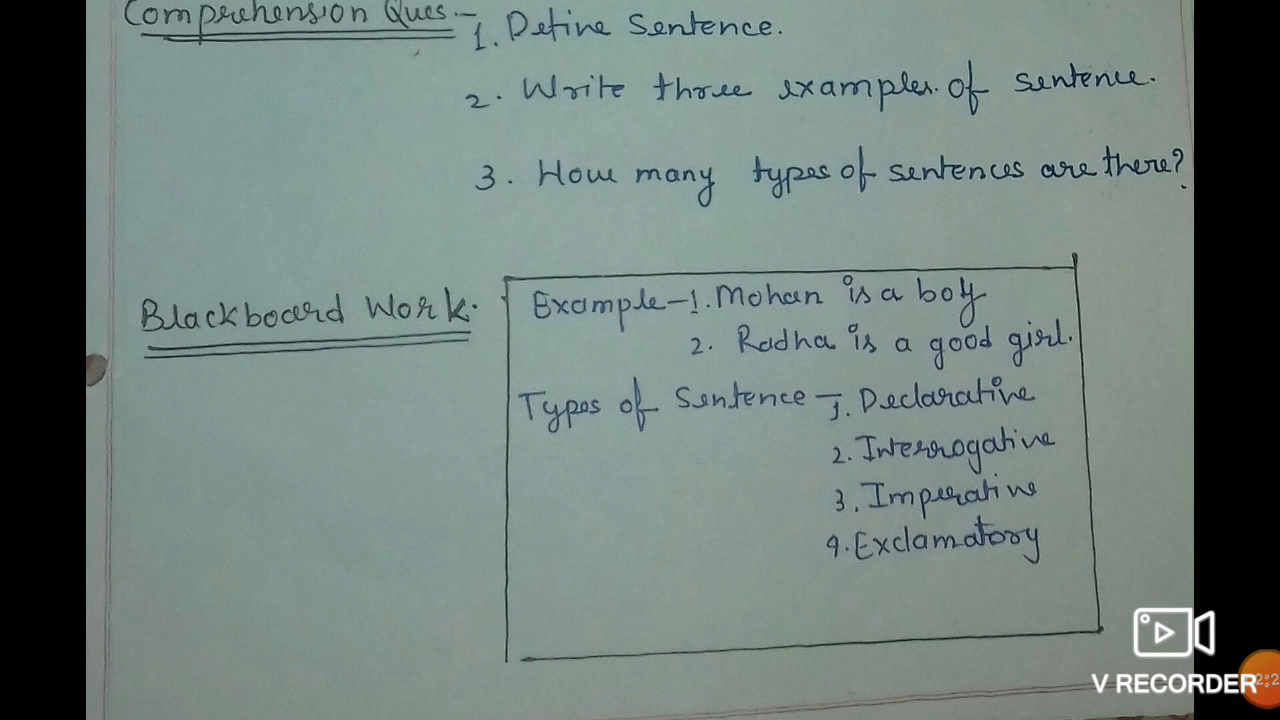 Comprehension Ques.-
1. Define Sentence.
2. Write three examples of sentence.
3. How many types of sentences are there?
Blackboard Work.
Example-1. Mohan is a boy
2. Radha is a good girl.
Types of Sentence - 1. Declarative
2. Interrogative
3. Imperative
4. Exclamatory
V RECORDER